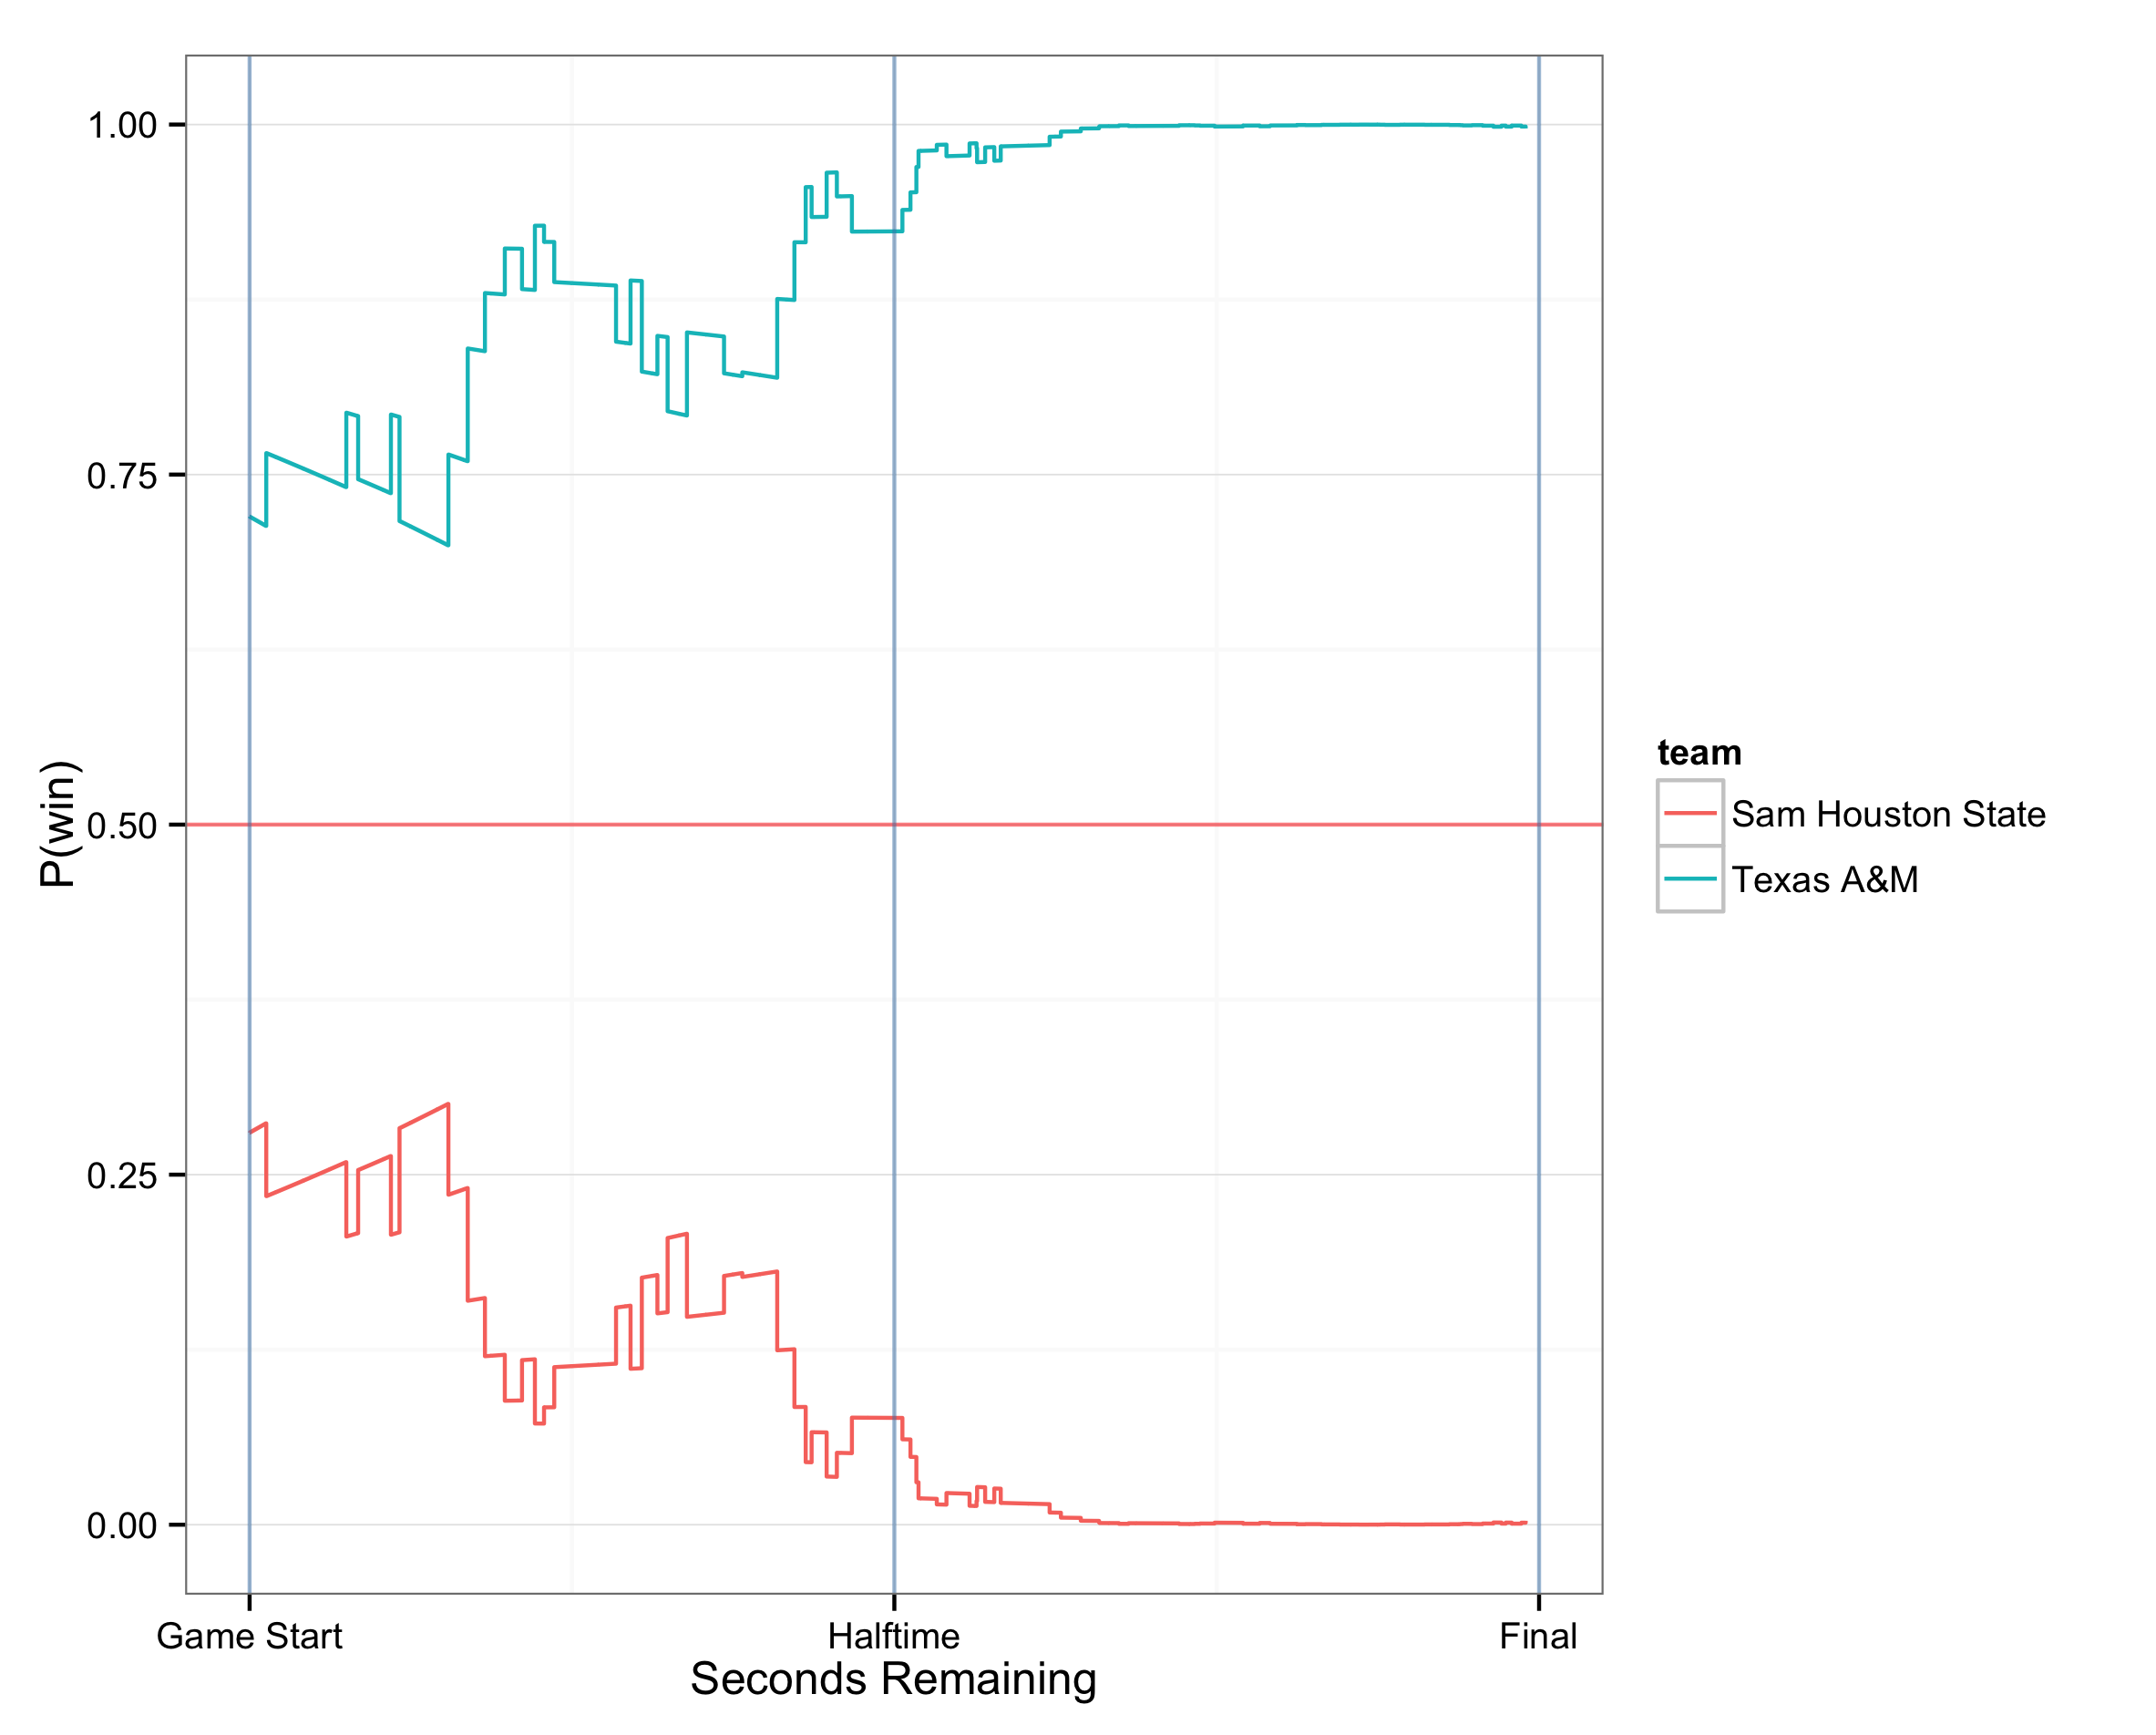 1.00
0.75
0.50
0.25
0.00
P(win)
Game Start
Halftime
Final
Seconds Remaining
team
Sam Houston State
Texas A&M